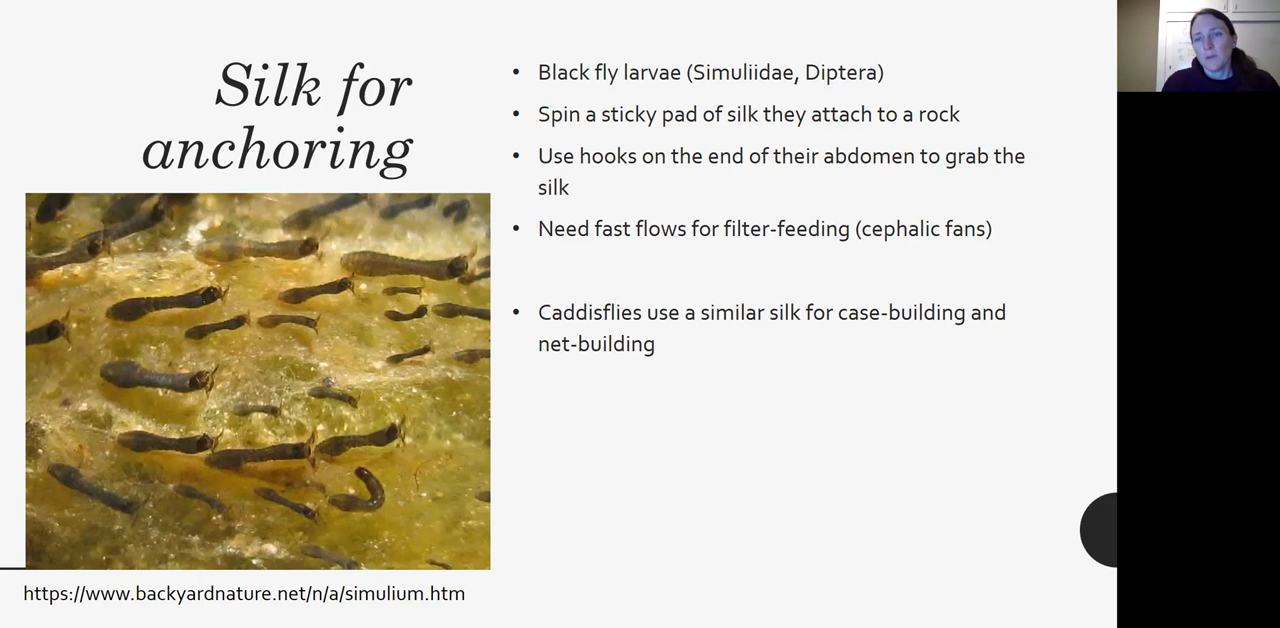 Silk for
anchoring
• Black fly larvae (Simuliidae, Diptera)
• Spin a sticky pad of silk they attach to a rock
• Use hooks on the end of their abdomen to grab the
silk
• Need fast flows for filter-feeding (cephalic fans)
• Caddisflies use a similar silk for case-building and
net-building
https://www.backyardnature.net/n/a/simulium.htm